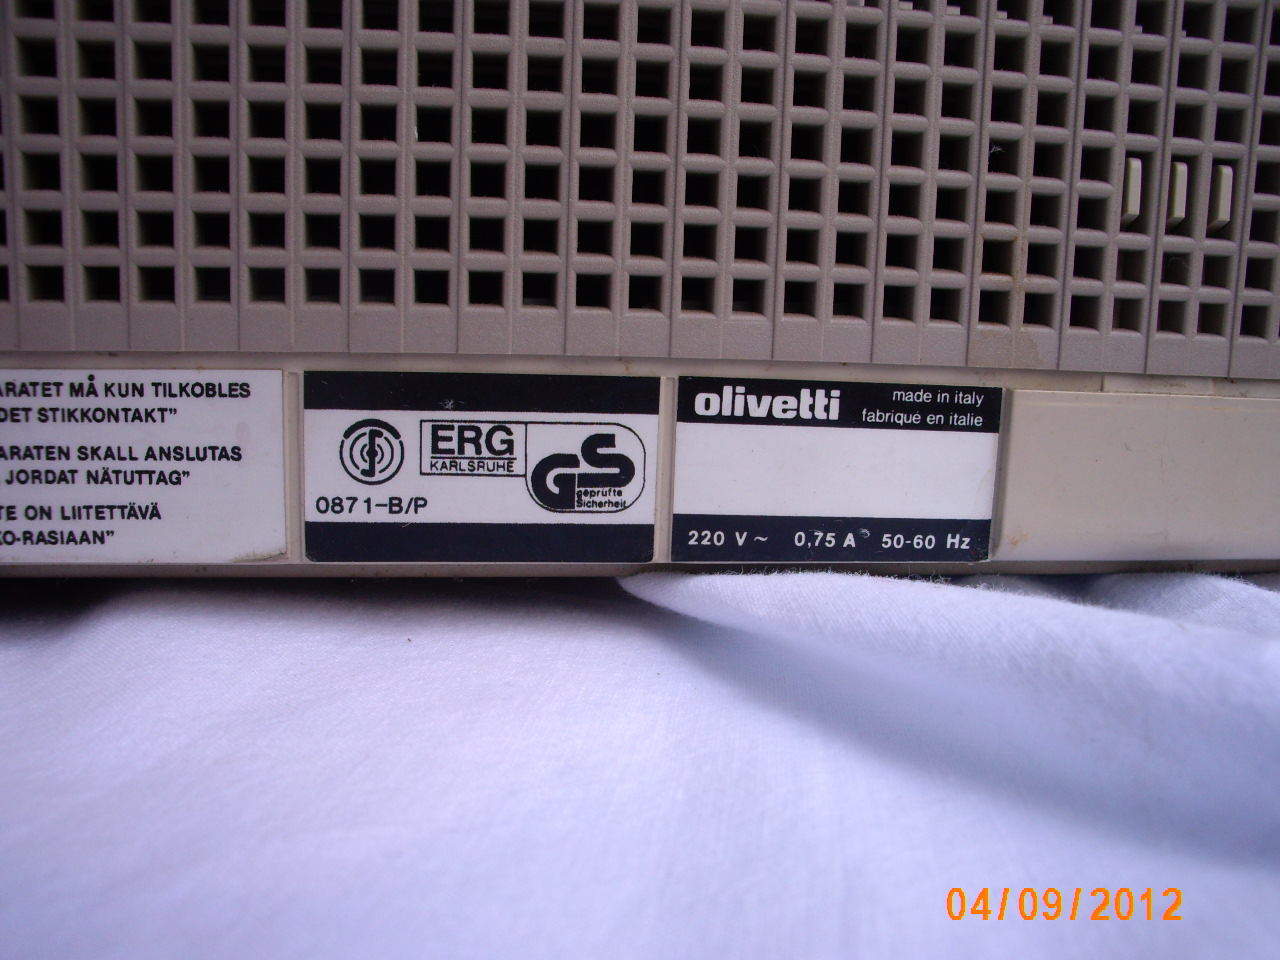 ARATET MÅ KUN TILKOBLES
DET STIKKONTAKT”
ARATEN SKALL ANSLUTAS
JORDAT NÄTUTTAG”
TE ON LIITETTÄVÄ
KO-RASIAAN”
0871-B/P
ERG
KARLSRUHE
GS
geprüfte
Sicherheit
olivetti
made in italy
fabriqué en italie
220 V ~ 0,75 A 50-60 Hz
04/09/2012